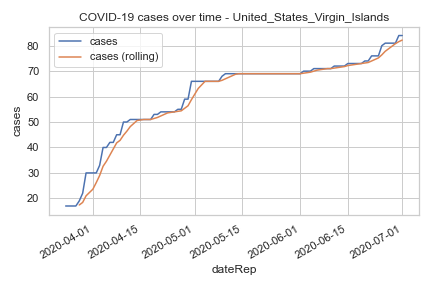 COVID-19 cases over time - United_States_Virgin_Islands
cases
cases (rolling)
80
70
60
50
40
30
20
cases
2020-04-01
2020-04-15
2020-05-01
2020-05-15
2020-06-01
2020-06-15
2020-07-01
dateRep